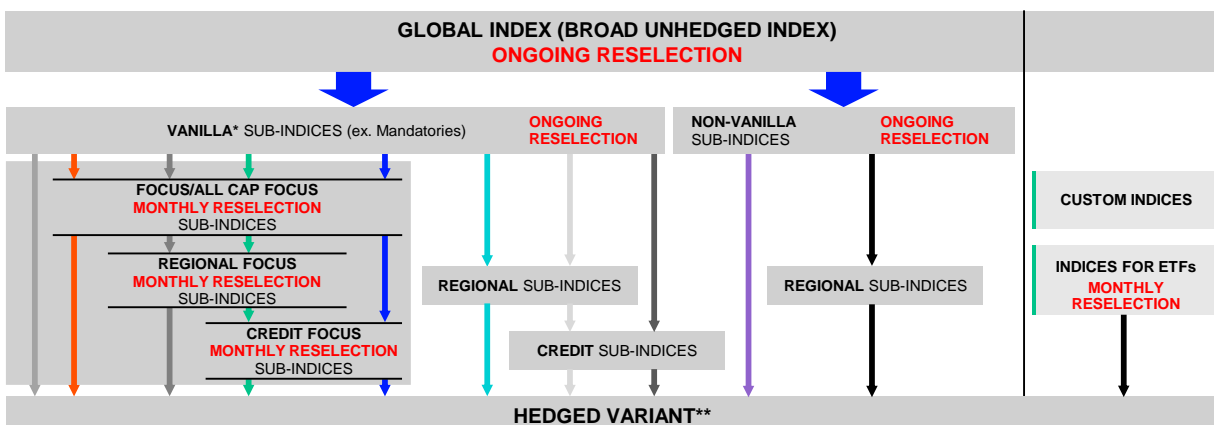 GLOBAL INDEX (BROAD UNHEDGED INDEX)
ONGOING RESELECTION
VANILLA* SUB-INDICES (ex. Mandatories)
ONGOING
RESELECTION
NON-VANILLA
SUB-INDICES
ONGOING
RESELECTION
FOCUS/ALL CAP FOCUS
MONTHLY RESELECTION
SUB-INDICES
REGIONAL FOCUS
MONTHLY RESELECTION
SUB-INDICES
CREDIT FOCUS
MONTHLY RESELECTION
SUB-INDICES
REGIONAL SUB-INDICES
CREDIT SUB-INDICES
REGIONAL SUB-INDICES
CUSTOM INDICES
INDICES FOR ETFs
MONTHLY
RESELECTION
HEDGED VARIANT**